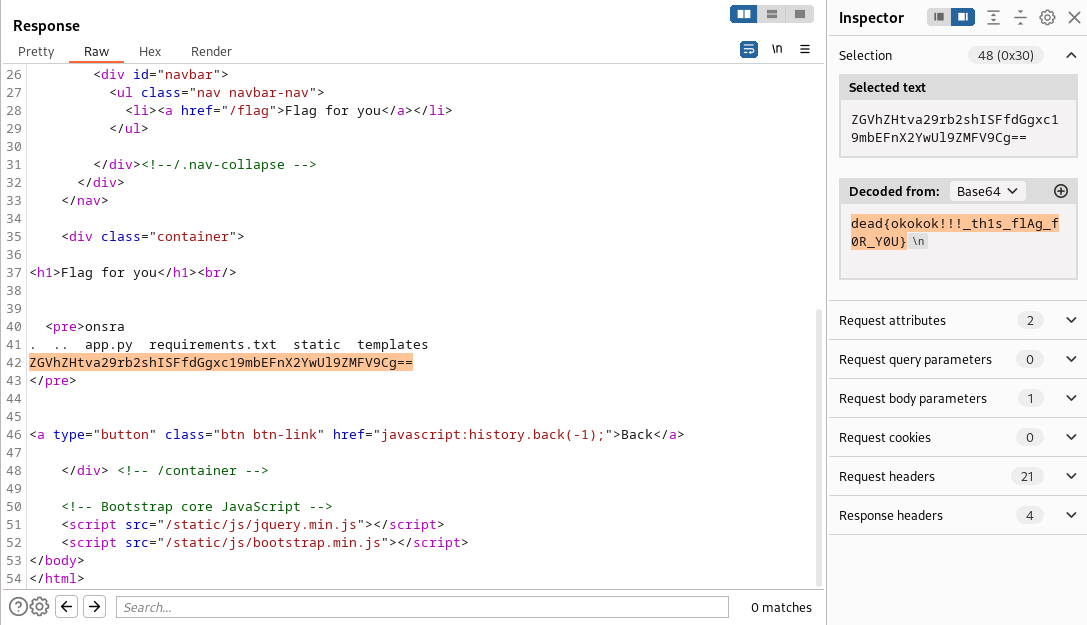 Response
Pretty Raw Hex Render
\n
26 <div id="navbar">
27 <ul class="nav navbar-nav">
28 <li><a href="/flag">Flag for you</a></li>
29 </ul>
30
31 </div><!--/.nav-collapse -->
32 </div>
33 </nav>
34
35 <div class="container">
36
37 <h1>Flag for you</h1><br/>
38
39
40 <pre>onsra
41 . .. app.py requirements.txt static templates
42 ZGVhZHtva29rb2shISFfdGgxc19mbEFnX2YwUl9ZMFV9Cg==
43 </pre>
44
45
46 <a type="button" class="btn btn-link" href="javascript:history.back(-1);">Back</a>
47
48 </div> <!-- /container -->
49
50 <!-- Bootstrap core JavaScript -->
51 <script src="/static/js/jquery.min.js"></script>
52 <script src="/static/js/bootstrap.min.js"></script>
53 </body>
54 </html>
Search...
0 matches
Inspector
Selection 48 (0x30)
Selected text
ZGVhZHtva29rb2shISFfdGgxc1
9mbEFnX2YwUl9ZMFV9Cg==
Decoded from: Base64
dead{okokok!!!_th1s_flAg_f
0R_Y0U} \n
Request attributes 2
Request query parameters 0
Request body parameters 1
Request cookies 0
Request headers 21
Response headers 4